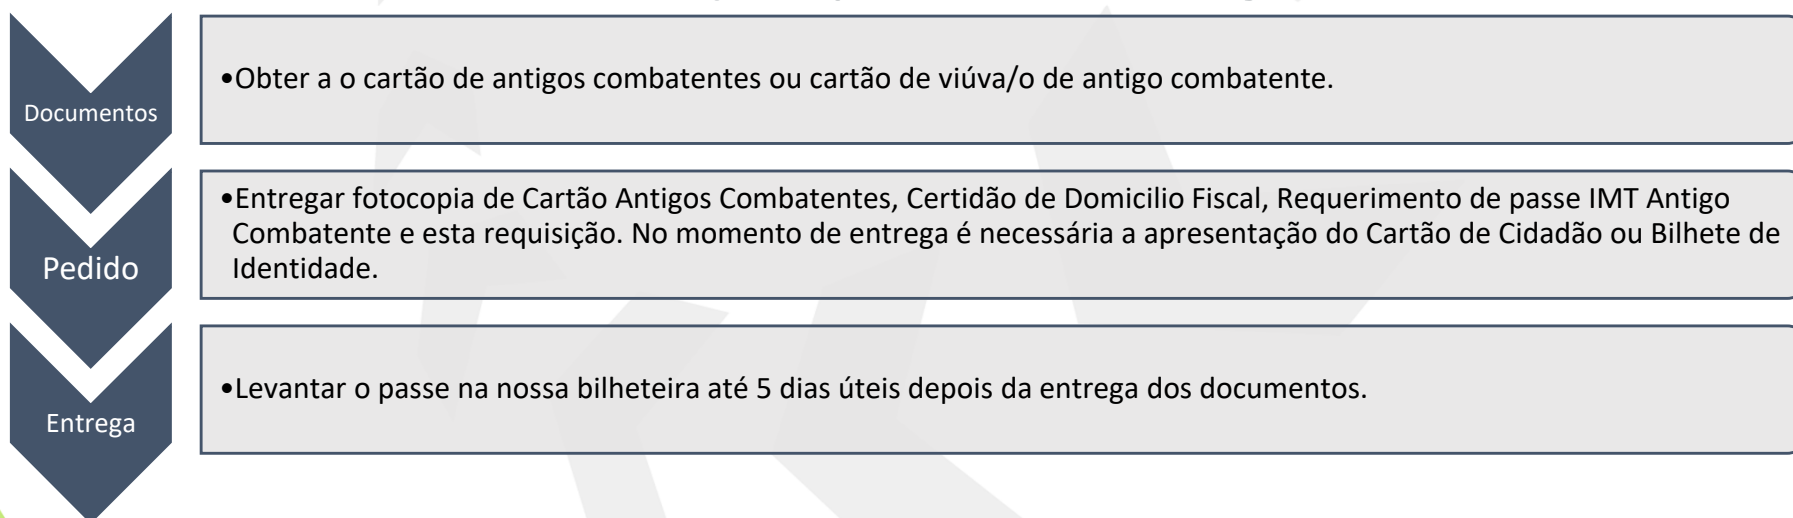 Documentos
•Obter a o cartão de antigos combatentes ou cartão de viúva/o de antigo combatente.
Pedido
•Entregar fotocopia de Cartão Antigos Combatentes, Certidão de Domicilio Fiscal, Requerimento de passe IMT Antigo
Combatente e esta requisição. No momento de entrega é necessária a apresentação do Cartão de Cidadão ou Bilhete de
Identidade.
Entrega
•Levantar o passe na nossa bilheteira até 5 dias úteis depois da entrega dos documentos.